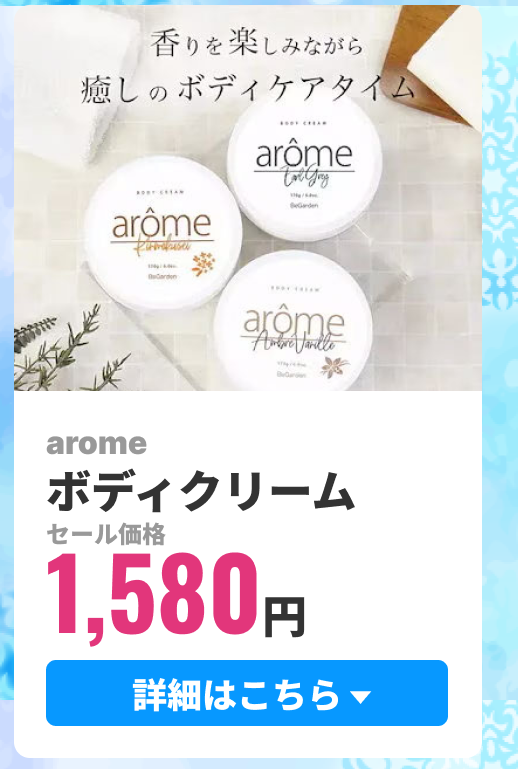 香りを楽しみながら
癒しのボディケアタイム
BODY CREAM
arôme
Earl Gray
BeGarden
BODY CREAM
arôme
Kinmokusei
BeGarden
BODY CREAM
arôme
Ambre Vanille
BeGarden
arome
ボディクリーム
セール価格
1,580円
詳細はこちら▼